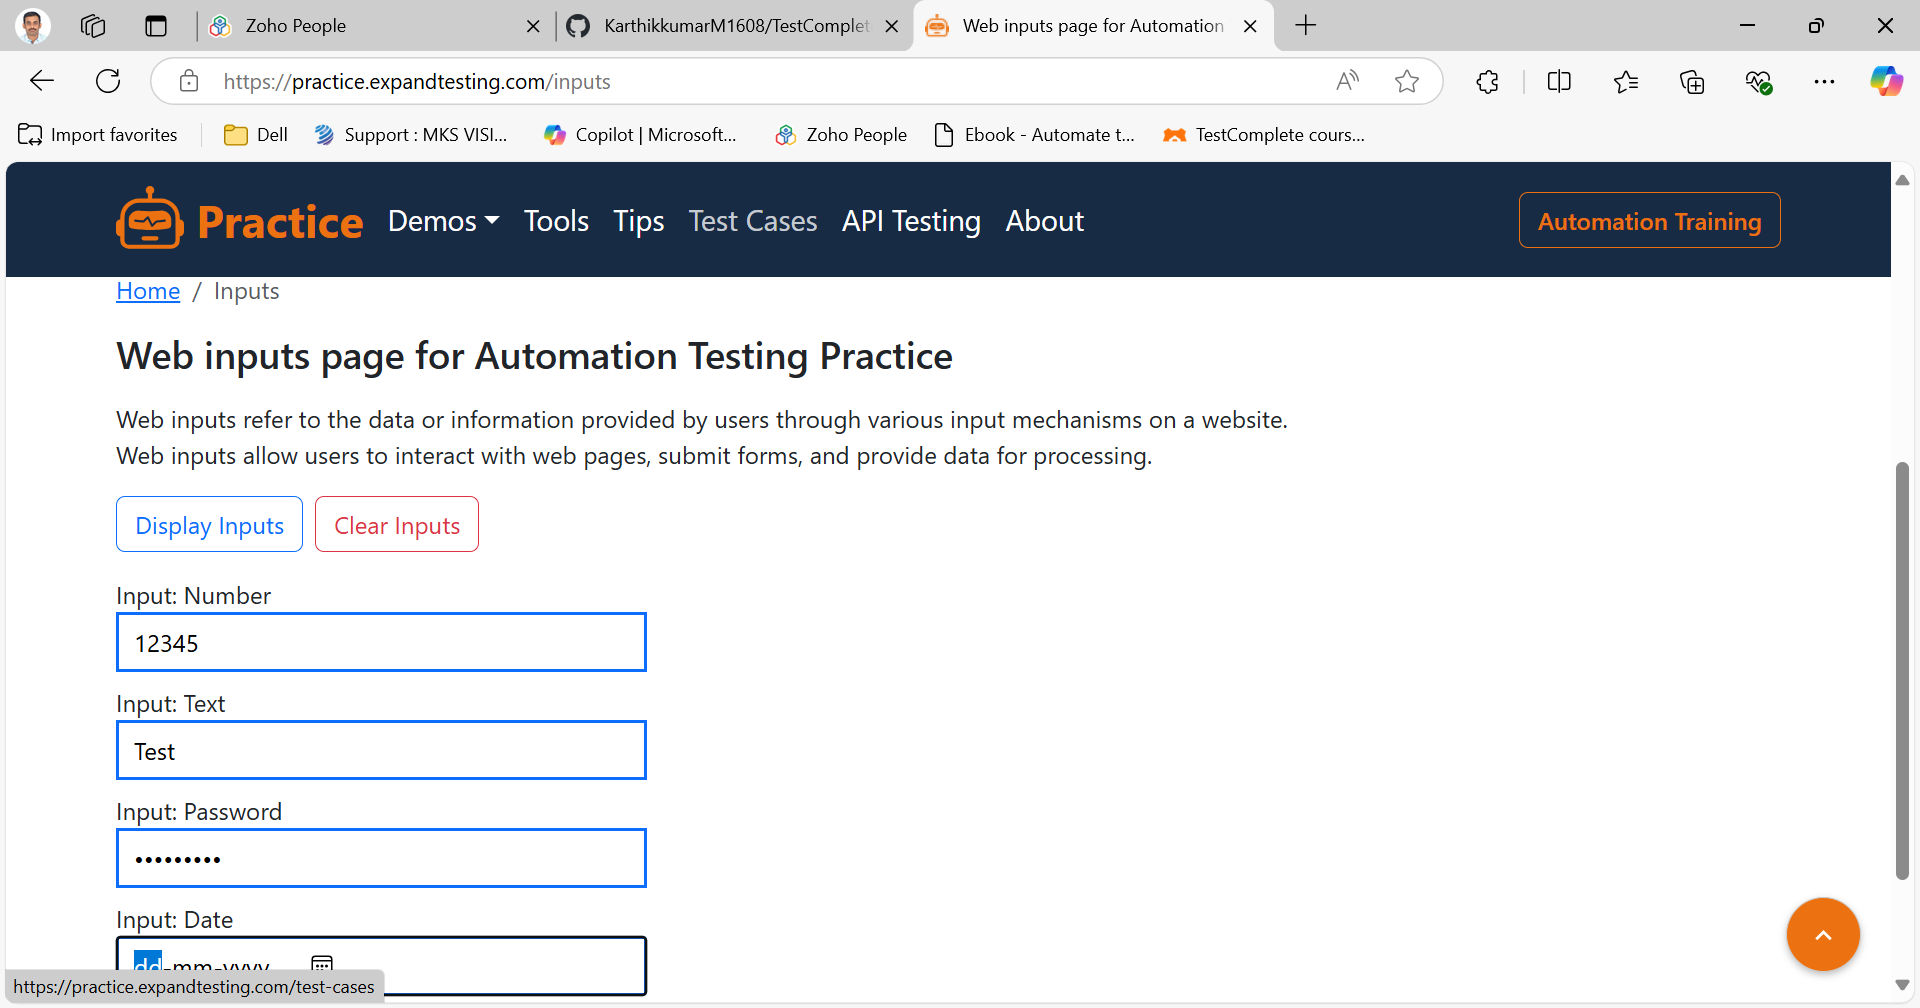 Zoho People
KarthikkumarM1608/TestComplet
Web inputs page for Automation
https://practice.expandtesting.com/inputs
Import favorites
Dell
Support : MKS VISI...
Copilot | Microsoft...
Zoho People
Ebook - Automate t...
TestComplete cours...
Practice
Demos
Tools
Tips
Test Cases
API Testing
About
Automation Training
Home / Inputs
Web inputs page for Automation Testing Practice
Web inputs refer to the data or information provided by users through various input mechanisms on a website.
Web inputs allow users to interact with web pages, submit forms, and provide data for processing.
Display Inputs
Clear Inputs
Input: Number
12345
Input: Text
Test
Input: Password
•••••••••
Input: Date
dd-mm-yyyy
https://practice.expandtesting.com/test-cases